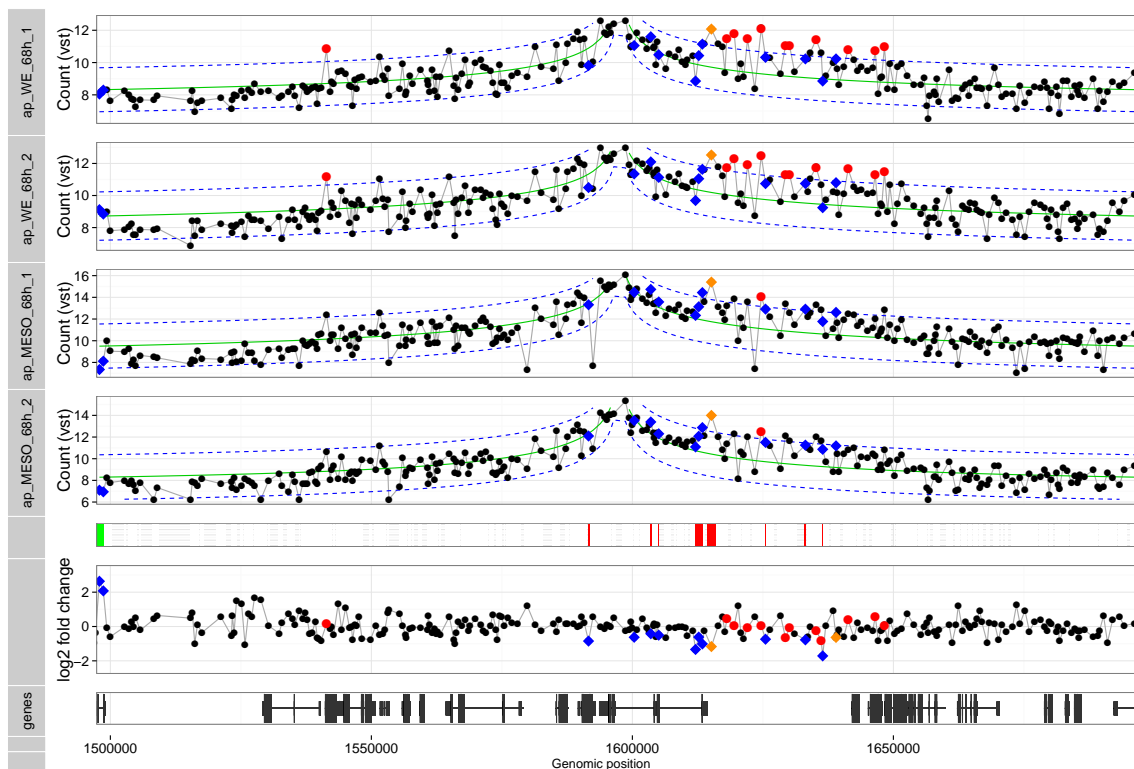 ap_WE_68h_1
Count (vst)
12
10
8
ap_WE_68h_2
Count (vst)
12
10
8
ap_MESO_68h_1
Count (vst)
16
14
12
10
8
ap_MESO_68h_2
Count (vst)
14
12
10
8
6
log2 fold change
2
0
−2
genes
1500000 1550000 1600000 1650000
Genomic position